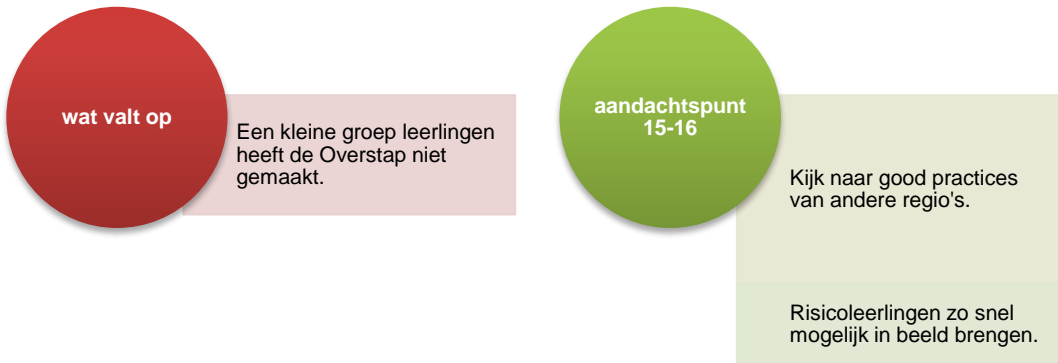 wat valt op
Een kleine groep leerlingen
heeft de Overstap niet
gemaakt.
aandachtspunt
15-16
Kijk naar good practices
van andere regio's.
Risicoleerlingen zo snel
mogelijk in beeld brengen.